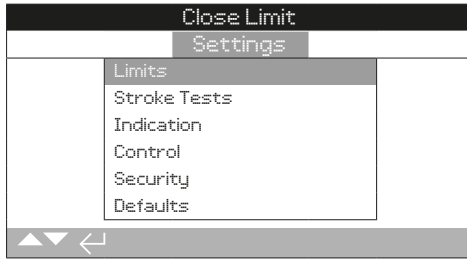 Close Limit
Settings
Limits
Stroke Tests
Indication
Control
Security
Defaults